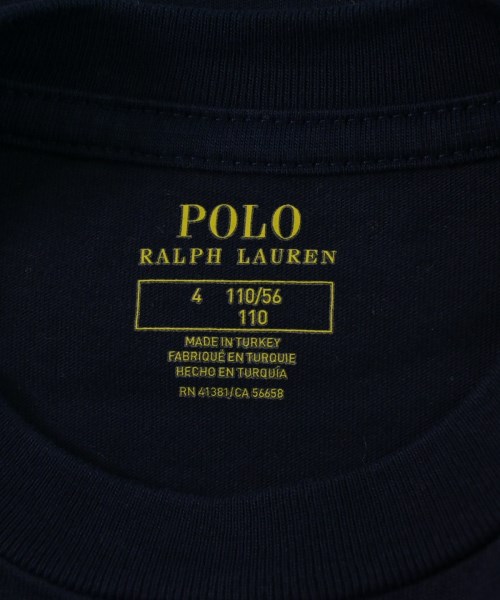 POLO
RALPH LAUREN
4 110/56
110
MADE IN TURKEY
FABRIQUÉ EN TURQUIE
HECHO EN TURQUÍA
RN 41381/CA 56658